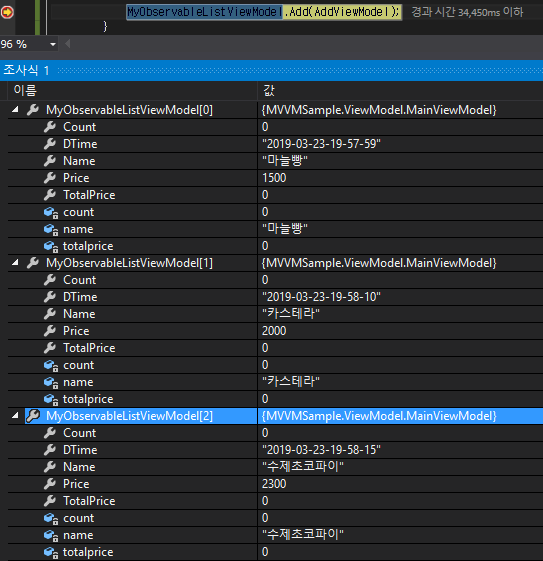 MyObservableListViewModel.Add(AddViewModel); 경과 시간 34,450ms 이하
}
96 %
조사식 1
이름 값
MyObservableListViewModel[0] {MVVMSample.ViewModel.MainViewModel}
Count 0
DTime "2019-03-23-19-57-59"
Name "마늘빵"
Price 1500
TotalPrice 0
count 0
name "마늘빵"
totalprice 0
MyObservableListViewModel[1] {MVVMSample.ViewModel.MainViewModel}
Count 0
DTime "2019-03-23-19-58-10"
Name "카스테라"
Price 2000
TotalPrice 0
count 0
name "카스테라"
totalprice 0
MyObservableListViewModel[2] {MVVMSample.ViewModel.MainViewModel}
Count 0
DTime "2019-03-23-19-58-15"
Name "수제초코파이"
Price 2300
TotalPrice 0
count 0
name "수제초코파이"
totalprice 0